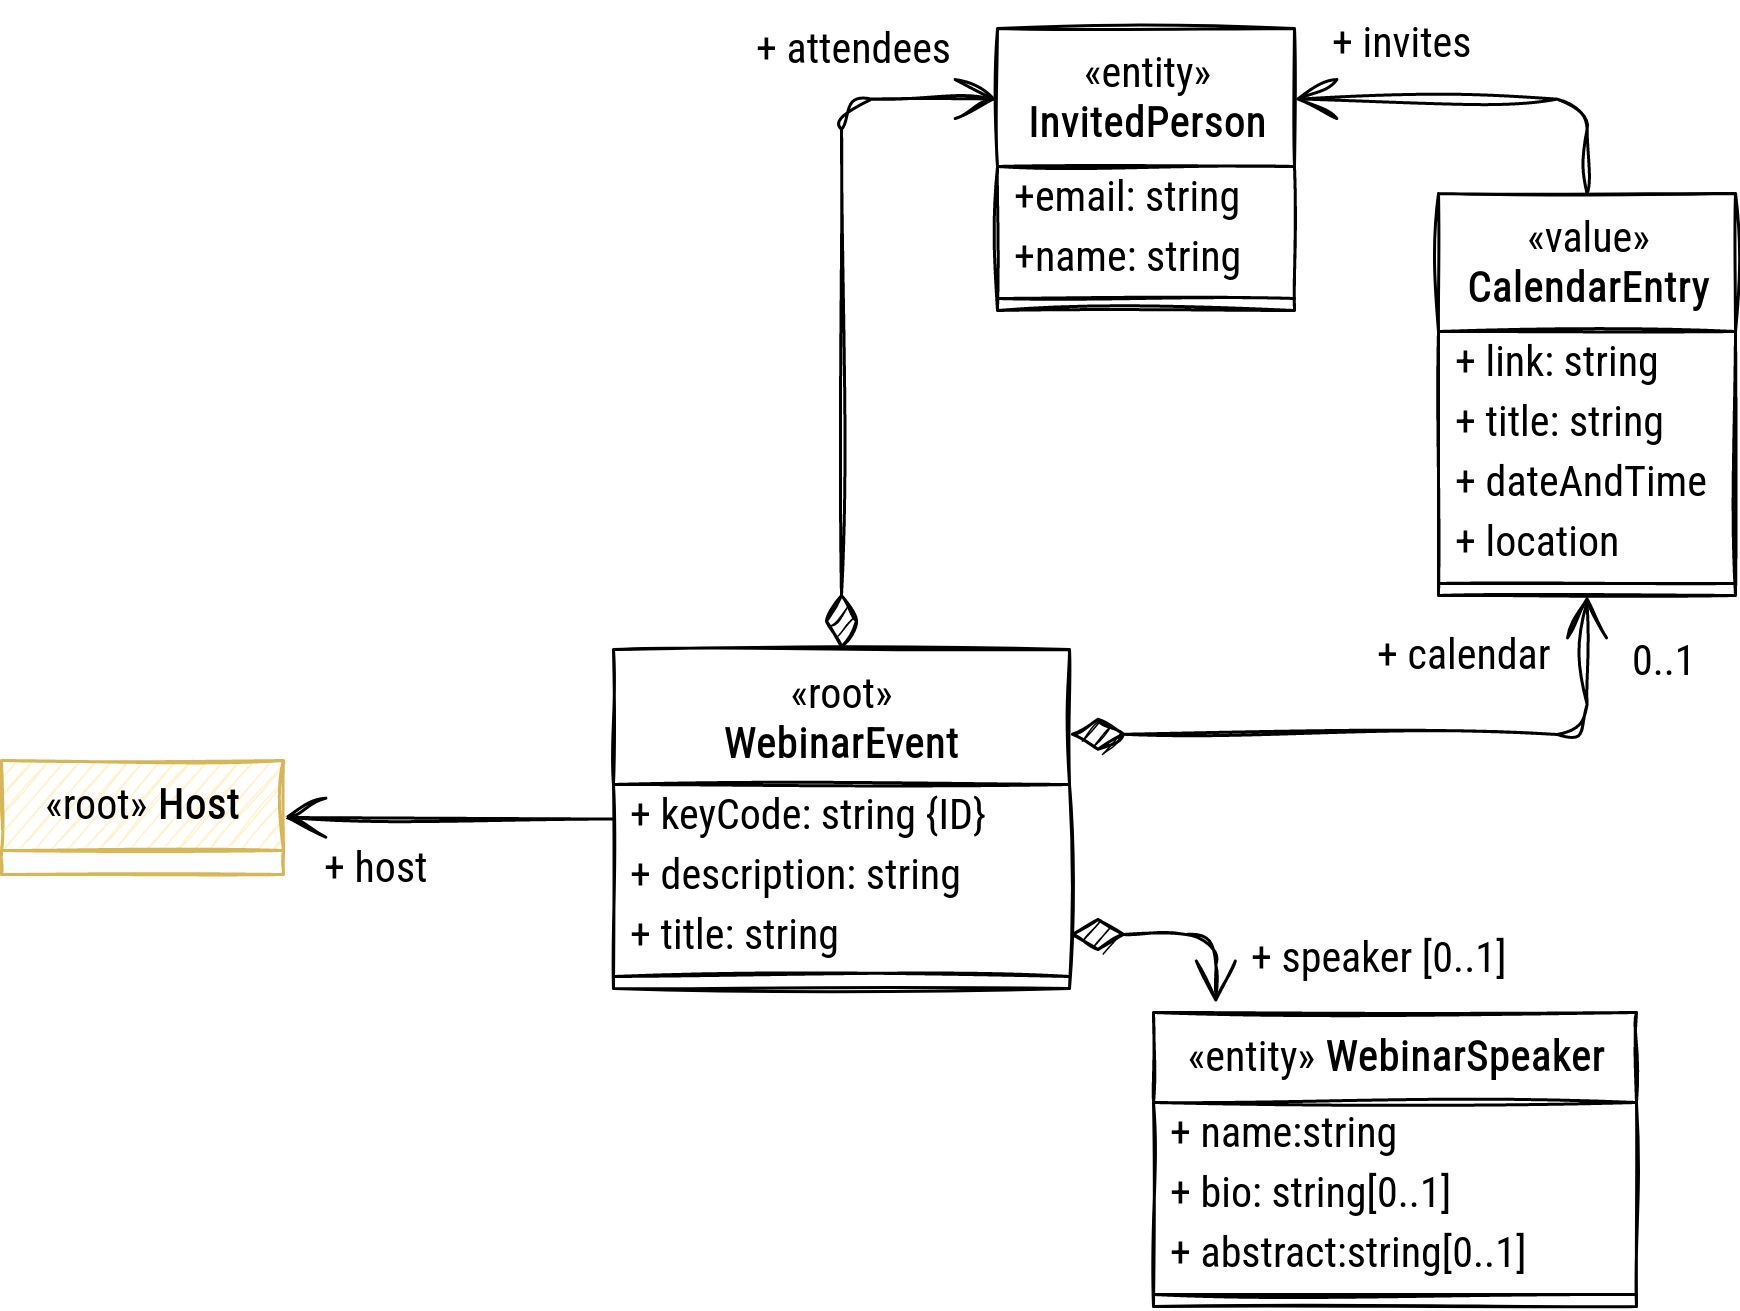 + attendees
+ invites
«entity»
InvitedPerson
+email: string
+name: string
«value»
CalendarEntry
+ link: string
+ title: string
+ dateAndTime
+ location
+ calendar
0..1
«root»
WebinarEvent
+ keyCode: string {ID}
+ description: string
+ title: string
«root» Host
+ host
+ speaker [0..1]
«entity» WebinarSpeaker
+ name:string
+ bio: string[0..1]
+ abstract:string[0..1]